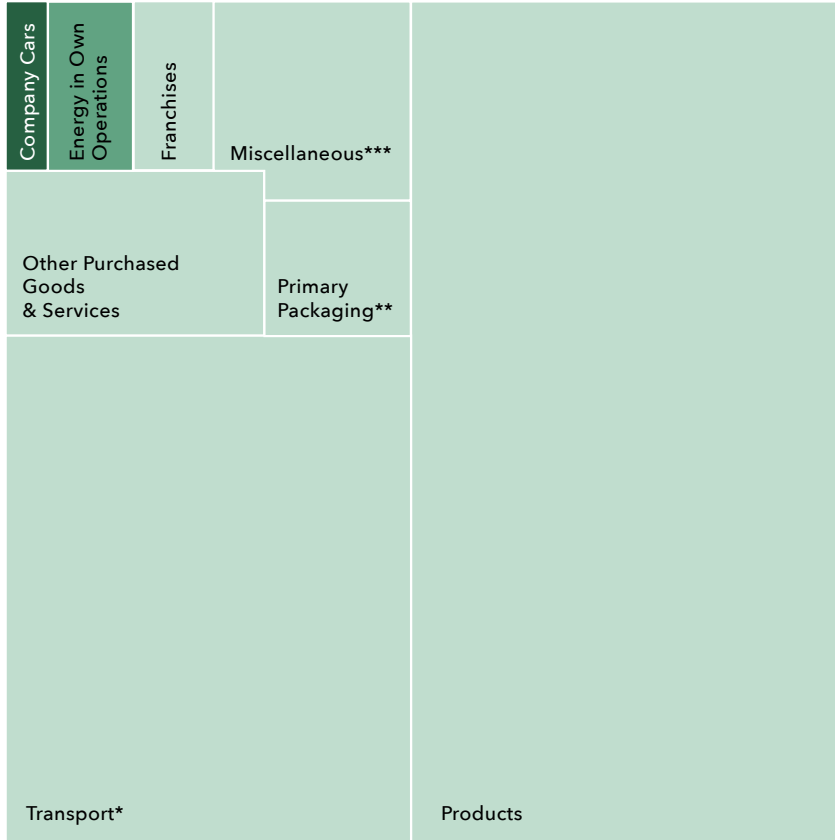 Company Cars
Energy in Own
Operations
Franchises
Miscellaneous***
Other Purchased
Goods
& Services
Primary
Packaging**
Transport*
Products